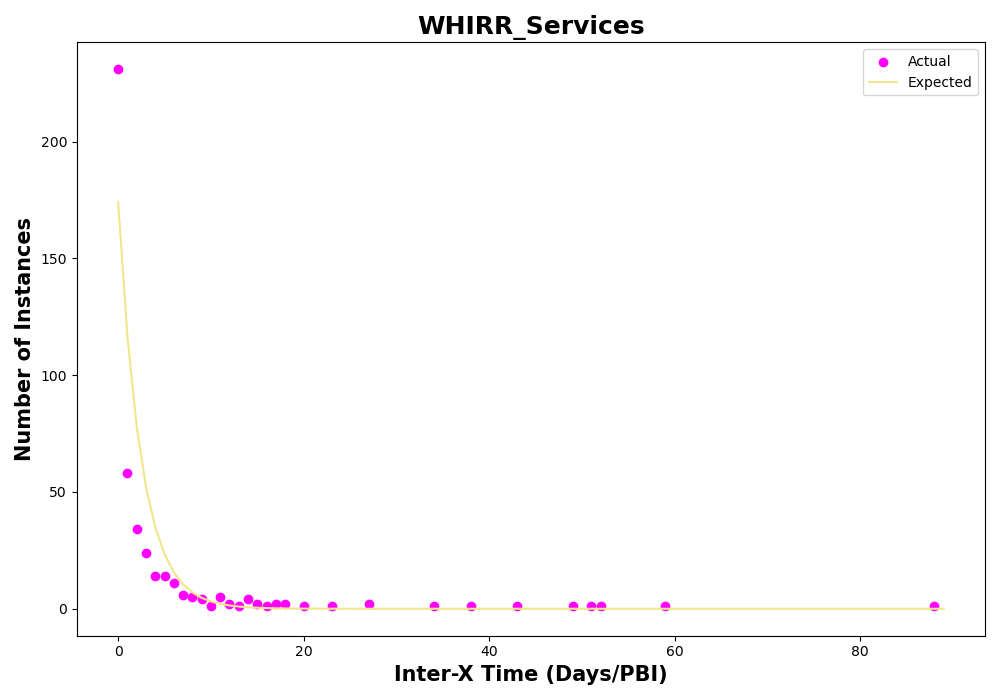 WHIRR_Services
Actual
Expected
200
150
100
50
0
Number of Instances
0 20 40 60 80
Inter-X Time (Days/PBI)